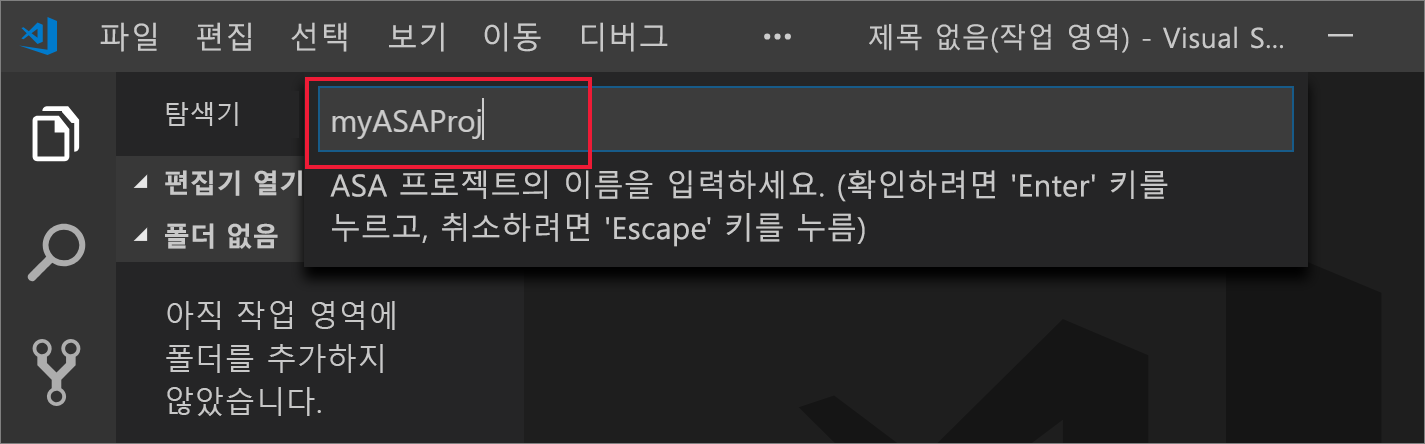 파일 편집 선택 보기 이동 디버그 ··· 제목 없음(작업 영역) - Visual S...
탐색기
myASAProj
ASA 프로젝트의 이름을 입력하세요. (확인하려면 'Enter' 키를
누르고, 취소하려면 'Escape' 키를 누름)
편집기 열기
폴더 없음
아직 작업 영역에
폴더를 추가하지
않았습니다.